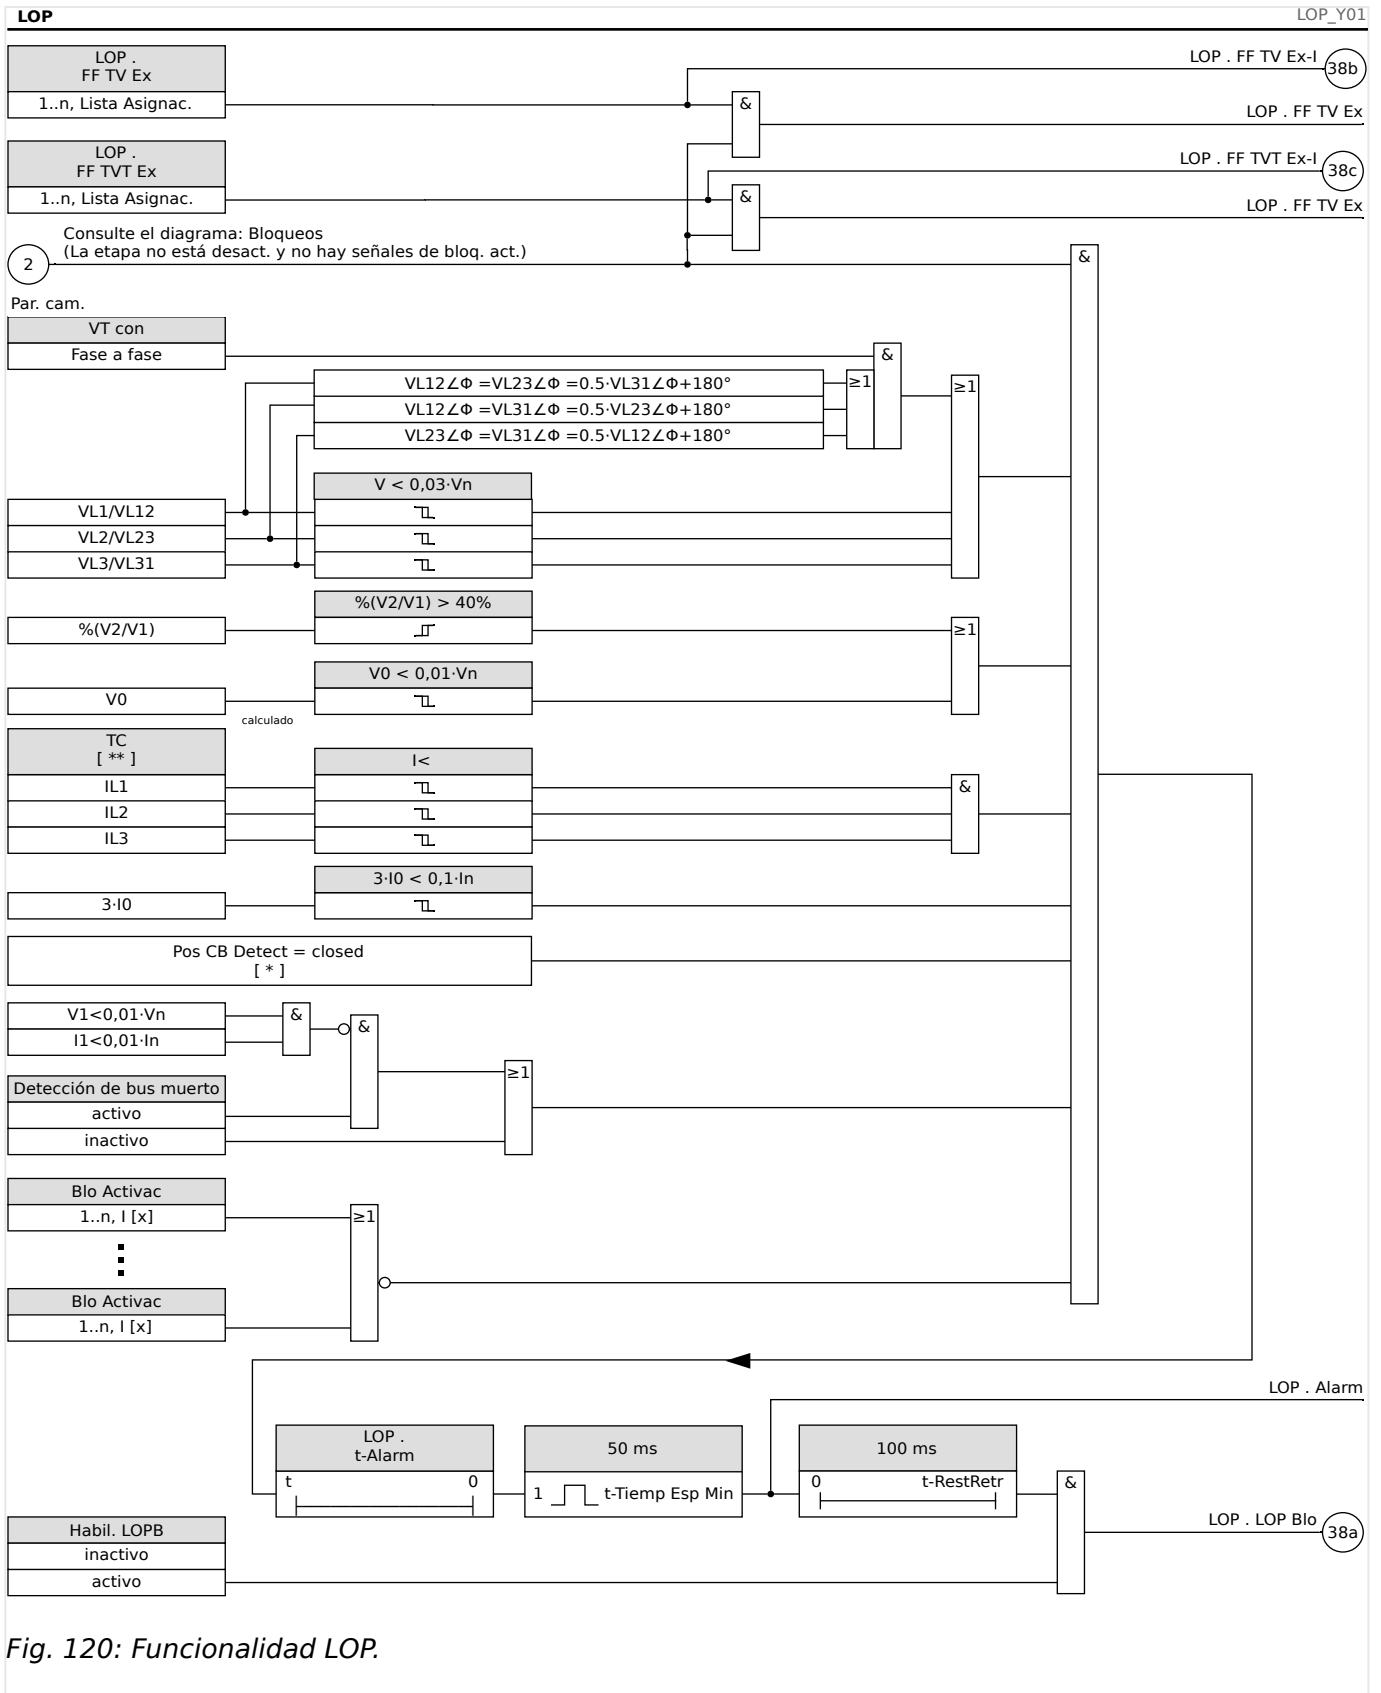 LOP
LOP_Y01
LOP .
FF TV Ex
1..n, Lista Asignac.
LOP . FF TV Ex-I
38b
&
LOP . FF TV Ex
LOP .
FF TVT Ex
1..n, Lista Asignac.
LOP . FF TVT Ex-I
38c
&
LOP . FF TV Ex
Consulte el diagrama: Bloqueos
(La etapa no está desact. y no hay señales de bloq. act.)
2
&
Par. cam.
VT con
Fase a fase
&
VL12∠Φ =VL23∠Φ =0.5·VL31∠Φ+180°
≥1
≥1
VL12∠Φ =VL31∠Φ =0.5·VL23∠Φ+180°
VL23∠Φ =VL31∠Φ =0.5·VL12∠Φ+180°
V < 0,03·Vn
VL1/VL12
VL2/VL23
VL3/VL31
%(V2/V1) > 40%
%(V2/V1)
≥1
V0 < 0,01·Vn
V0
calculado
TC
[ ** ]
I<
IL1
&
IL2
IL3
3·I0 < 0,1·In
3·I0
Pos CB Detect = closed
[ * ]
V1<0,01·Vn
&
&
I1<0,01·In
≥1
Detección de bus muerto
activo
inactivo
Blo Activac
1..n, I [x]
≥1
Blo Activac
1..n, I [x]
LOP . Alarm
LOP .
t-Alarm
50 ms
100 ms
t 0
1 t-Tiemp Esp Min
0 t-RestRetr
&
Habil. LOPB
inactivo
activo
LOP . LOP Blo
38a
Fig. 120: Funcionalidad LOP.